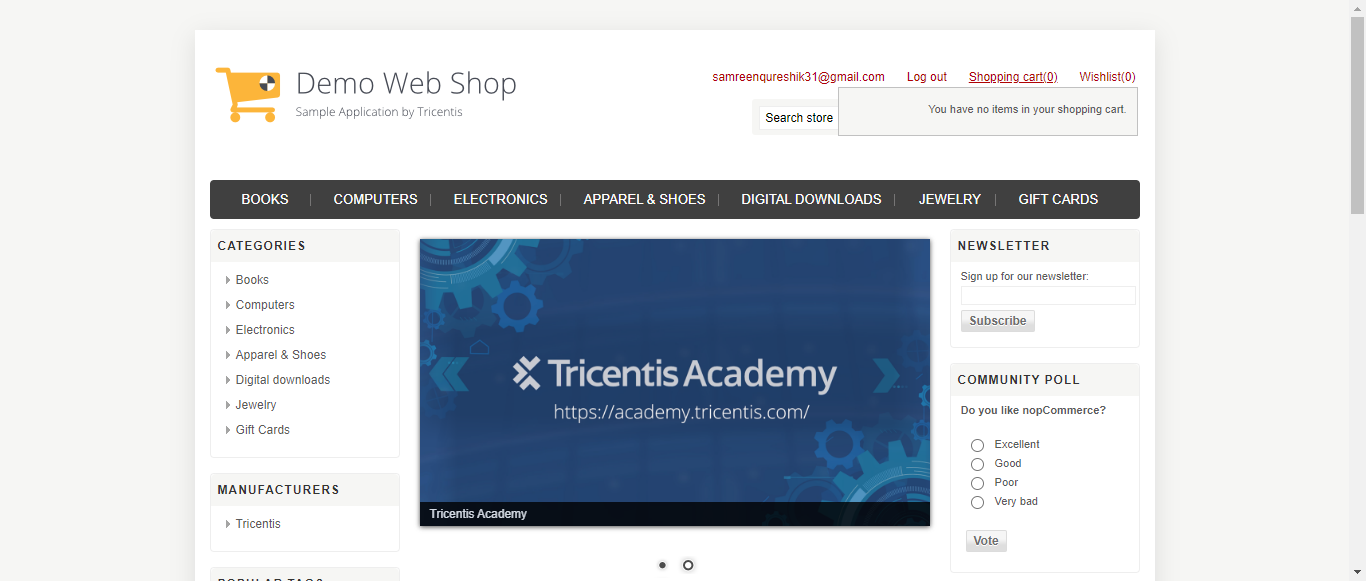 Demo Web Shop
Sample Application by Tricentis
samreenqureshik31@gmail.com Log out Shopping cart(0) Wishlist(0)
You have no items in your shopping cart.
Search store
BOOKS COMPUTERS ELECTRONICS APPAREL & SHOES DIGITAL DOWNLOADS JEWELRY GIFT CARDS
CATEGORIES
Books
Computers
Electronics
Apparel & Shoes
Digital downloads
Jewelry
Gift Cards
MANUFACTURERS
Tricentis
POPULAR TAGS
Tricentis Academy
https://academy.tricentis.com/
Tricentis Academy
NEWSLETTER
Sign up for our newsletter:
Subscribe
COMMUNITY POLL
Do you like nopCommerce?
Excellent
Good
Poor
Very bad
Vote